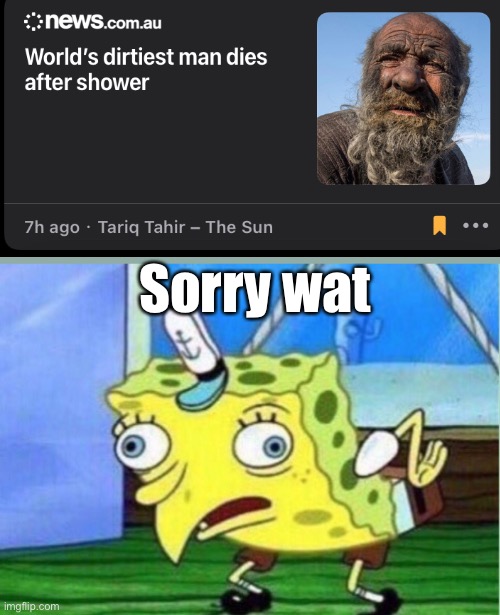 news.com.au
World's dirtiest man dies
after shower
7h ago · Tariq Tahir – The Sun
Sorry wat
imgflip.com